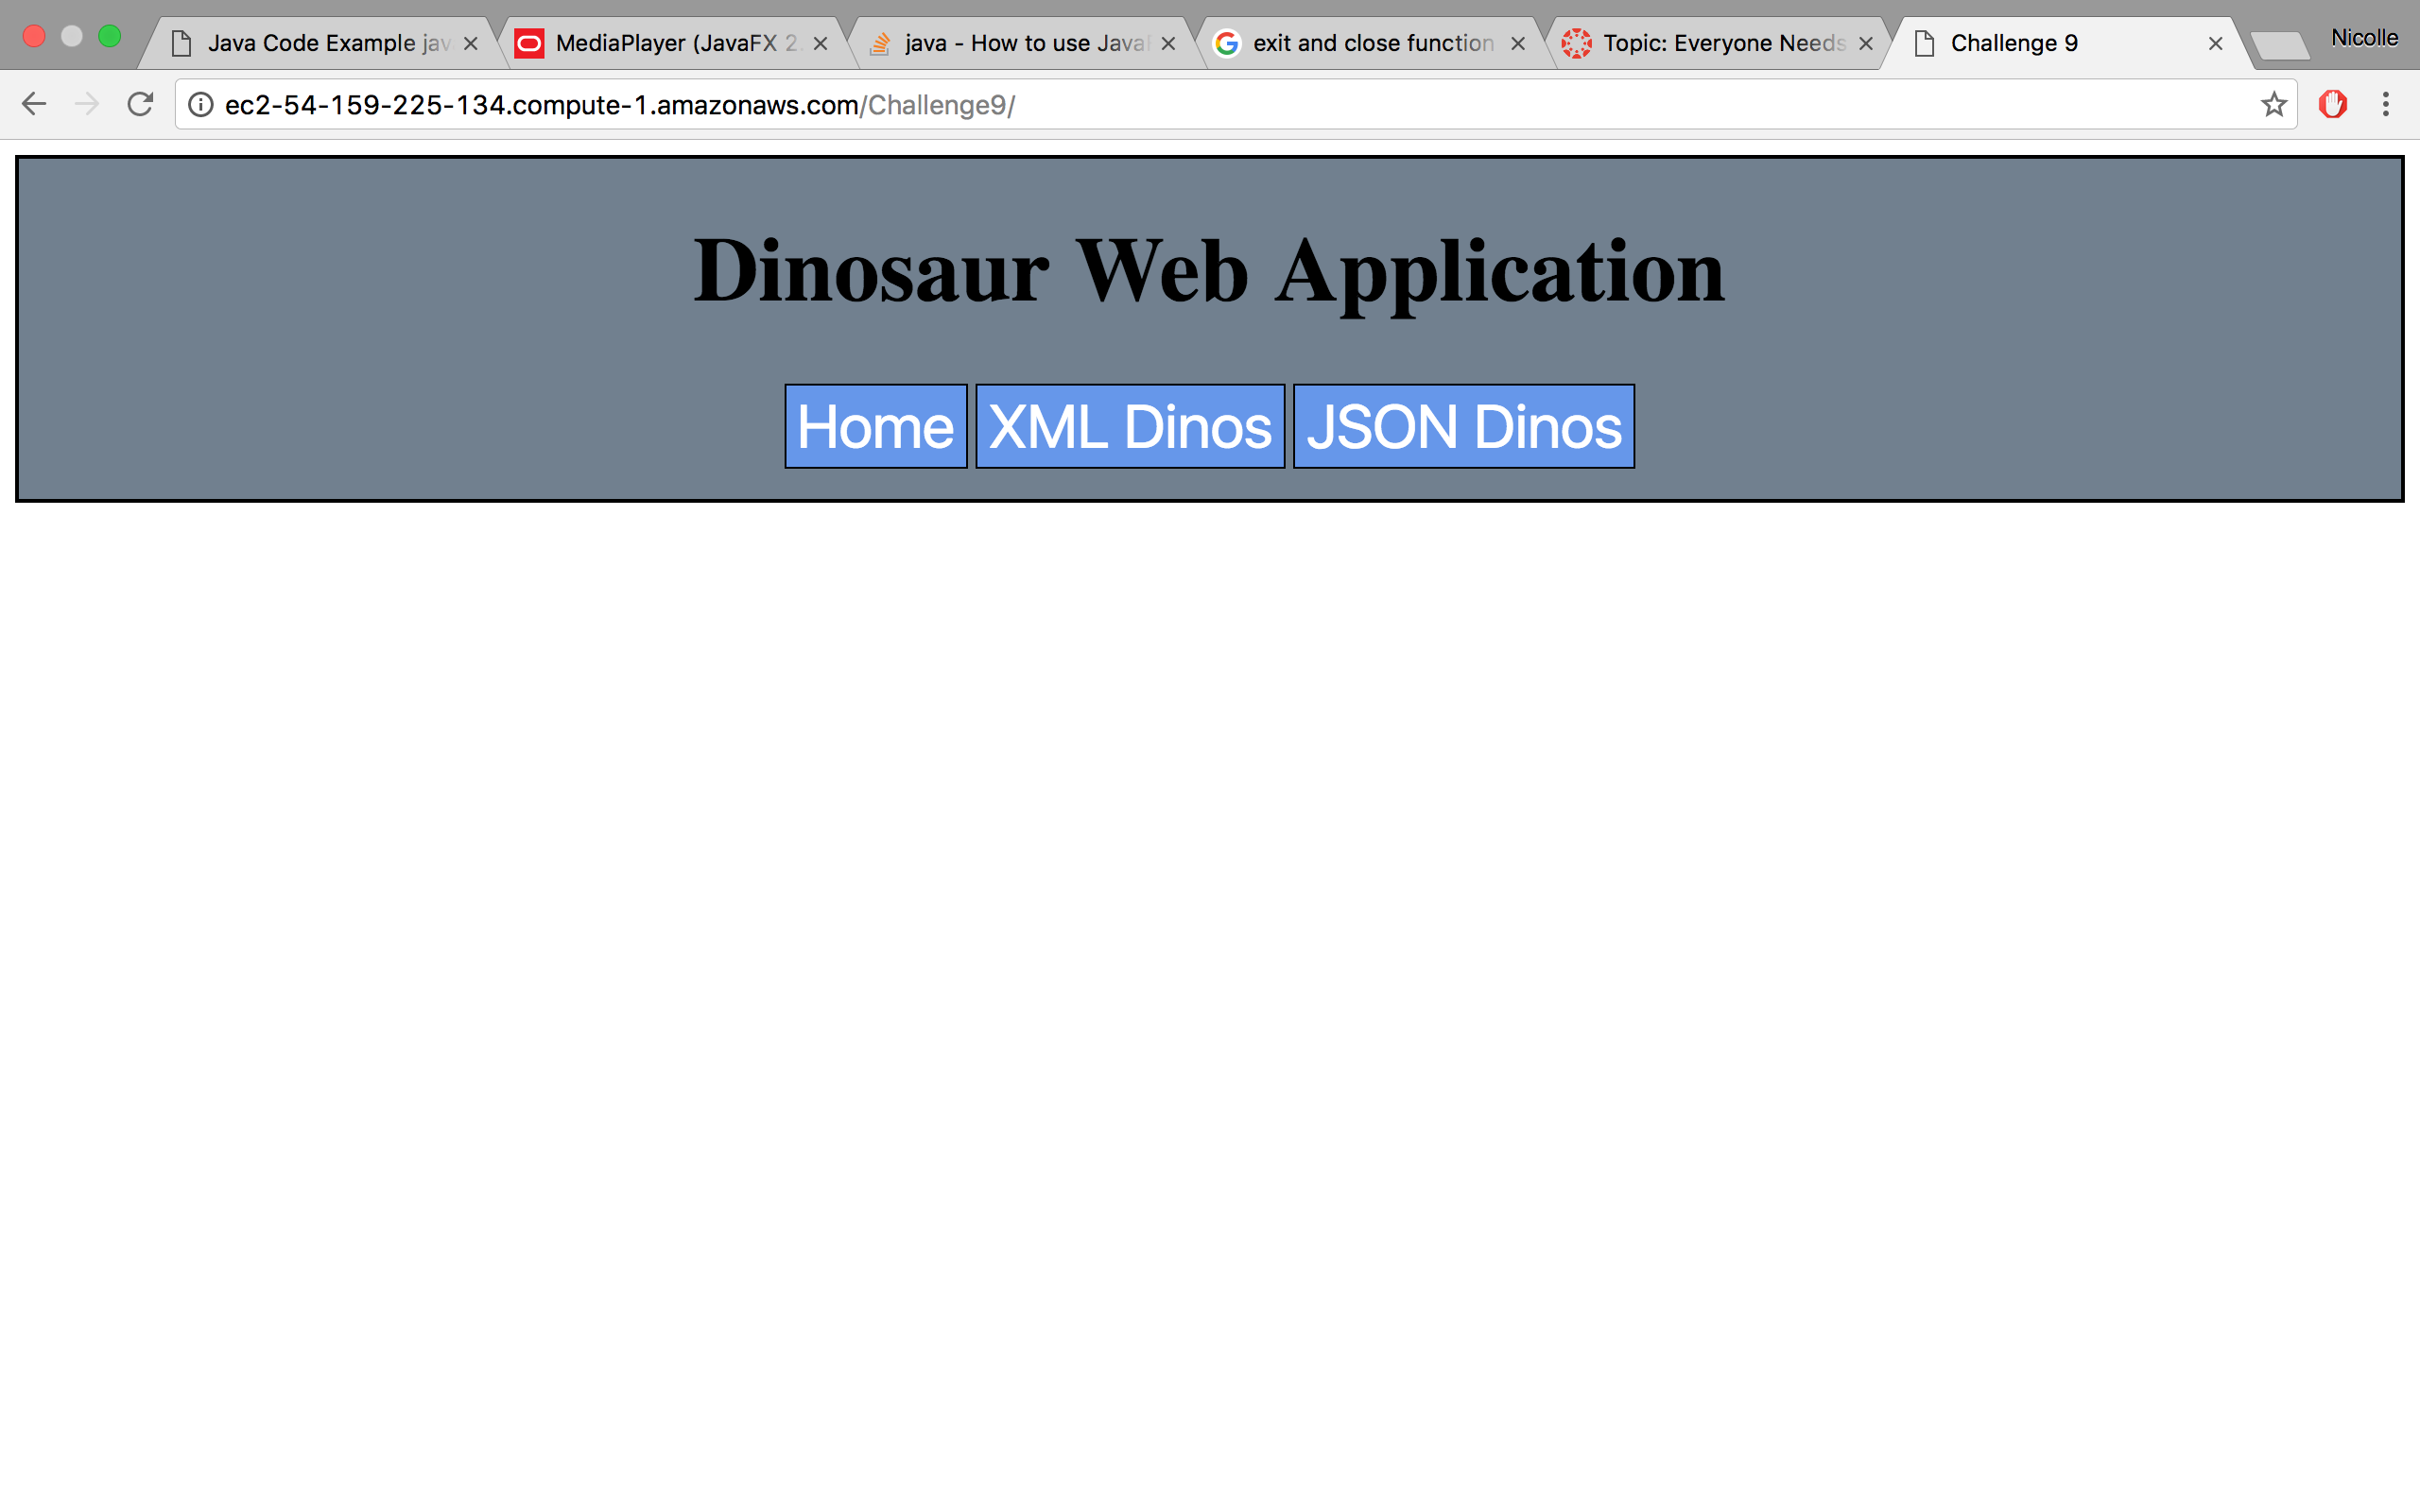 Java Code Example jav
MediaPlayer (JavaFX 2.
java - How to use Java
exit and close function
Topic: Everyone Needs
Challenge 9
Nicolle
ec2-54-159-225-134.compute-1.amazonaws.com/Challenge9/
Dinosaur Web Application
Home XML Dinos JSON Dinos